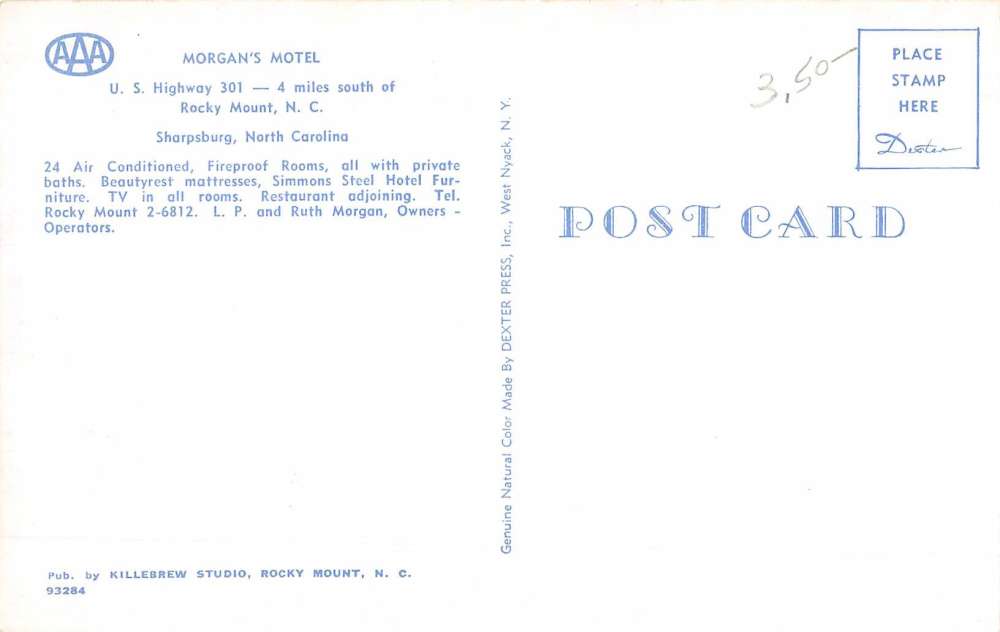 AAA
MORGAN'S MOTEL
U. S. Highway 301 — 4 miles south of
Rocky Mount, N. C.
Sharpsburg, North Carolina
24 Air Conditioned, Fireproof Rooms, all with private
baths. Beautyrest mattresses, Simmons Steel Hotel Fur-
niture. TV in all rooms. Restaurant adjoining. Tel.
Rocky Mount 2-6812. L. P. and Ruth Morgan, Owners -
Operators.
Pub. by KILLEBREW STUDIO, ROCKY MOUNT, N. C.
93284
Genuine Natural Color Made By DEXTER PRESS, Inc., West Nyack, N. Y.
3,50
PLACE
STAMP
HERE
Dexter
POST CARD